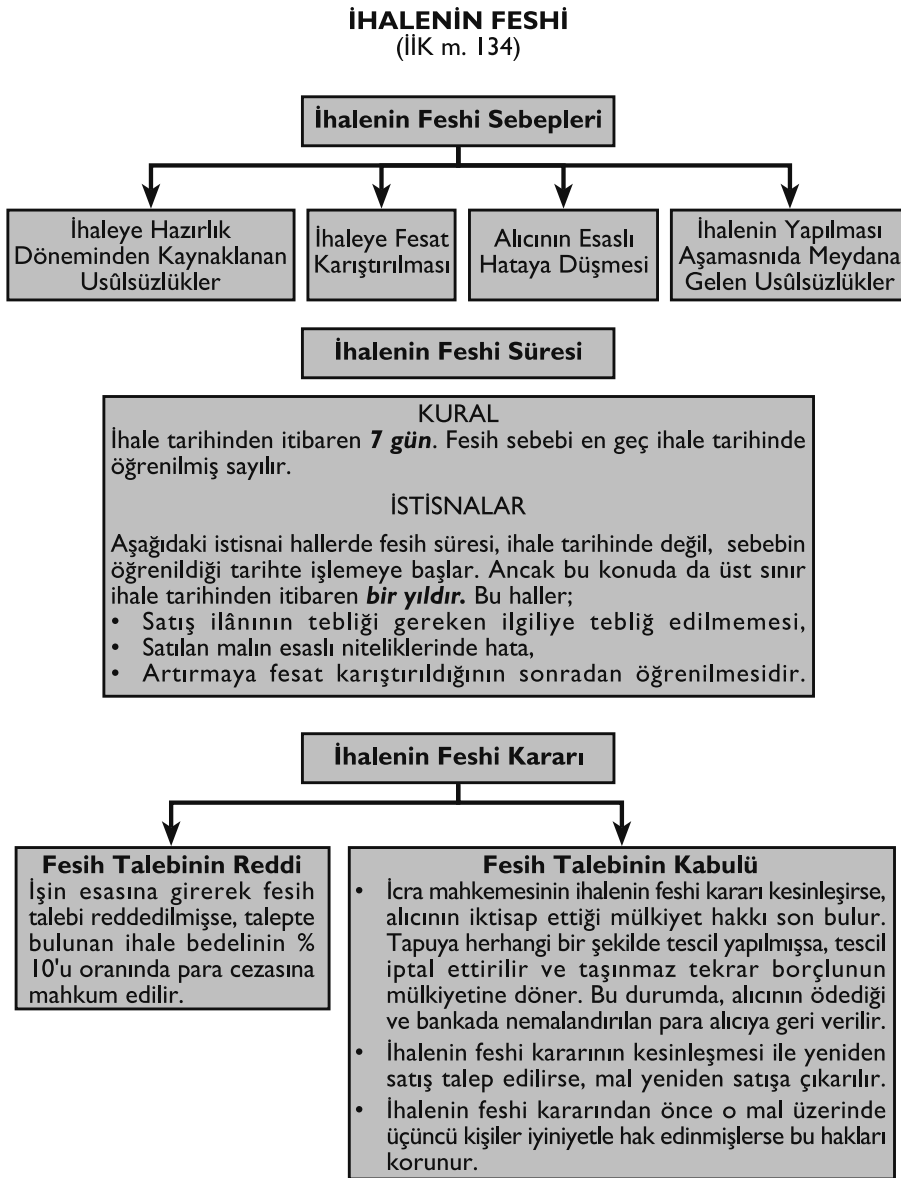 İHALENİN FESHİ
(İİK m. 134)
İhalenin Feshi Sebepleri
İhaleye Hazırlık
Döneminden Kaynaklanan
Usûlsüzlükler
İhaleye Fesat
Karıştırılması
Alıcının Esaslı
Hataya Düşmesi
İhalenin Yapılması
Aşamasnıda Meydana
Gelen Usûlsüzlükler
İhalenin Feshi Süresi
KURAL
İhale tarihinden itibaren 7 gün. Fesih sebebi en geç ihale tarihinde
öğrenilmiş sayılır.
İSTİSNALAR
Aşağıdaki istisnai hallerde fesih süresi, ihale tarihinde değil, sebebin
öğrenildiği tarihte işlemeye başlar. Ancak bu konuda da üst sınır
ihale tarihinden itibaren bir yıldır. Bu haller;
• Satış ilânının tebliği gereken ilgiliye tebliğ edilmemesi,
• Satılan malın esaslı niteliklerinde hata,
• Artırmaya fesat karıştırıldığının sonradan öğrenilmesidir.
İhalenin Feshi Kararı
Fesih Talebinin Reddi
İşin esasına girerek fesih
talebi reddedilmişse, talepte
bulunan ihale bedelinin %
10'u oranında para cezasına
mahkum edilir.
Fesih Talebinin Kabulü
• İcra mahkemesinin ihalenin feshi kararı kesinleşirse,
alıcının iktisap ettiği mülkiyet hakkı son bulur.
Tapuya herhangi bir şekilde tescil yapılmışsa, tescil
iptal ettirilir ve taşınmaz tekrar borçlunun
mülkiyetine döner. Bu durumda, alıcının ödediği
ve bankada nemalandırılan para alıcıya geri verilir.
• İhalenin feshi kararının kesinleşmesi ile yeniden
satış talep edilirse, mal yeniden satışa çıkarılır.
• İhalenin feshi kararından önce o mal üzerinde
üçüncü kişiler iyiniyetle hak edinmişlerse bu hakları
korunur.